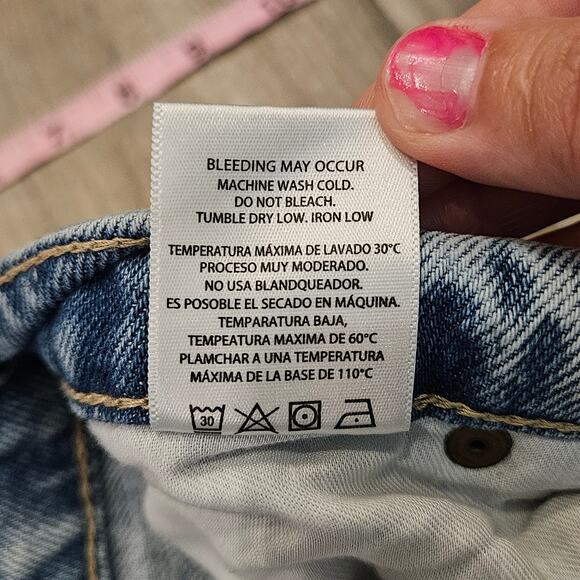 BLEEDING MAY OCCUR
MACHINE WASH COLD.
DO NOT BLEACH.
TUMBLE DRY LOW. IRON LOW
TEMPERATURA MÁXIMA DE LAVADO 30°C
PROCESO MUY MODERADO.
NO USA BLANDQUEADOR.
ES POSOBLE EL SECADO EN MÁQUINA.
TEMPARATURA BAJA,
TEMPEATURA MAXIMA DE 60°C
PLAMCHAR A UNA TEMPERATURA
MÁXIMA DE LA BASE DE 110°C
30